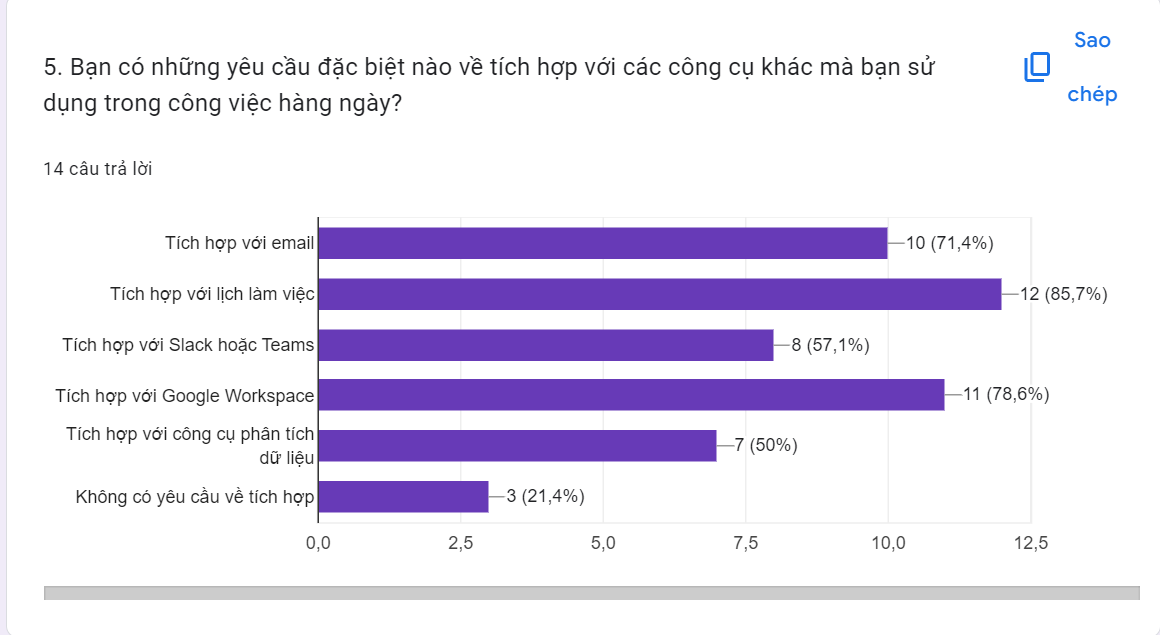 5. Bạn có những yêu cầu đặc biệt nào về tích hợp với các công cụ khác mà bạn sử
dụng trong công việc hàng ngày?
Sao
chép
14 câu trả lời
Tích hợp với email 10 (71,4%)
Tích hợp với lịch làm việc 12 (85,7%)
Tích hợp với Slack hoặc Teams 8 (57,1%)
Tích hợp với Google Workspace 11 (78,6%)
Tích hợp với công cụ phân tích
dữ liệu 7 (50%)
Không có yêu cầu về tích hợp 3 (21,4%)
0,0 2,5 5,0 7,5 10,0 12,5